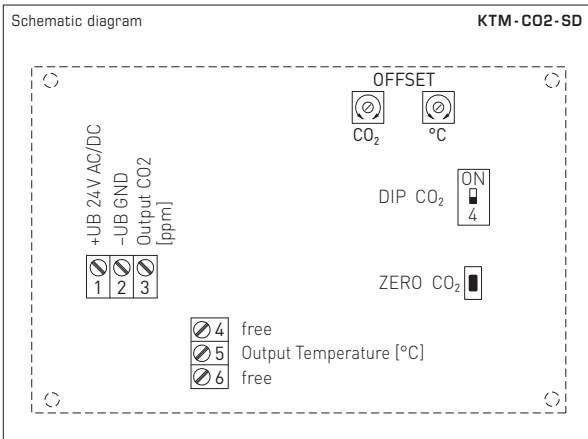 Schematic diagram
KTM-CO2-SD
OFFSET
CO₂
°C
+UB 24V AC/DC
–UB GND
Output CO2
[ppm]
1 2 3
DIP CO₂
ON
4
ZERO CO₂
4 free
5 Output Temperature [°C]
6 free